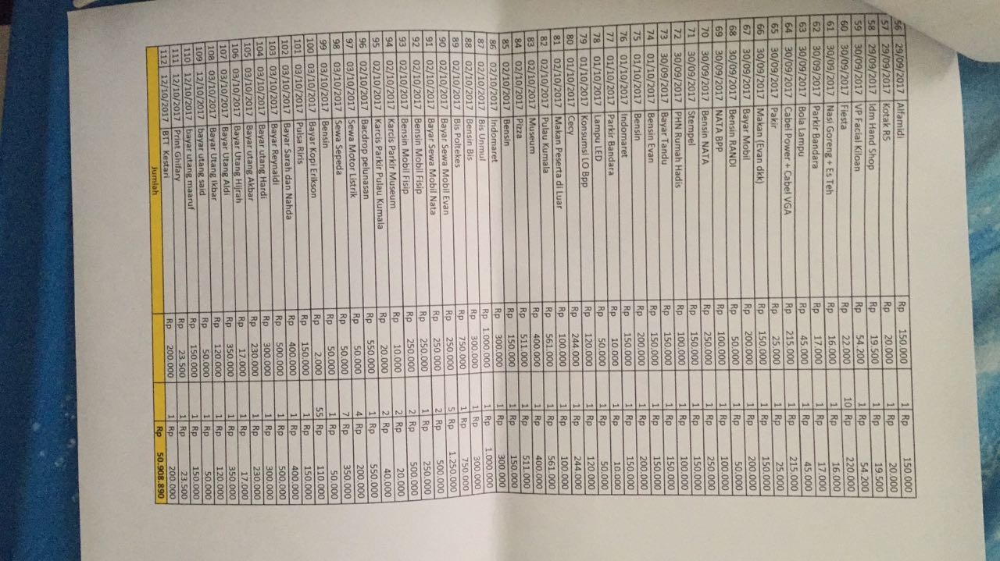 56 29/09/2017 Alfamidi Rp 150.000 1 Rp 150.000
57 29/09/2017 Kotak RS Rp 20.000 1 Rp 20.000
58 29/09/2017 Idm Hand Shop Rp 19.500 1 Rp 19.500
59 30/09/2017 VP Facial Kiloan Rp 54.200 1 Rp 54.200
60 30/09/2017 Fiesta Rp 22.000 10 Rp 220.000
61 30/09/2017 Nasi Goreng + Es Teh Rp 16.000 1 Rp 16.000
62 30/09/2017 Parkir Bandara Rp 17.000 1 Rp 17.000
63 30/09/2017 Bola Lampu Rp 45.000 1 Rp 45.000
64 30/09/2017 Cabel Power + Cabel VGA Rp 215.000 1 Rp 215.000
65 30/09/2017 Pakir Rp 25.000 1 Rp 25.000
66 30/09/2017 Makan (Evan dkk) Rp 150.000 1 Rp 150.000
67 30/09/2017 Bayar Mobil Rp 200.000 1 Rp 200.000
68 30/09/2017 Bensin RANDI Rp 50.000 1 Rp 50.000
69 30/09/2017 NATA BPP Rp 100.000 1 Rp 100.000
70 30/09/2017 Bensin NATA Rp 250.000 1 Rp 250.000
71 30/09/2017 Stempel Rp 150.000 1 Rp 150.000
72 30/09/2017 PHN Rumah Hadis Rp 100.000 1 Rp 100.000
73 30/09/2017 Bayar Tandu Rp 150.000 1 Rp 150.000
74 01/10/2017 Bensin Evan Rp 150.000 1 Rp 150.000
75 01/10/2017 Bensin Rp 200.000 1 Rp 200.000
76 01/10/2017 Indomaret Rp 150.000 1 Rp 150.000
77 01/10/2017 Parkir Bandara Rp 10.000 1 Rp 10.000
78 01/10/2017 Lampu LED Rp 50.000 1 Rp 50.000
79 01/10/2017 Konsumsi LO Bpp Rp 120.000 1 Rp 120.000
80 01/10/2017 Cecy Rp 244.000 1 Rp 244.000
81 02/10/2017 Makan Peserta di Luar Rp 100.000 1 Rp 100.000
82 02/10/2017 Pulau Kumala Rp 561.000 1 Rp 561.000
83 02/10/2017 Museum Rp 400.000 1 Rp 400.000
84 02/10/2017 Pizza Rp 511.000 1 Rp 511.000
85 02/10/2017 Bensin Rp 150.000 1 Rp 150.000
86 02/10/2017 Indomaret Rp 300.000 1 Rp 300.000
87 02/10/2017 Bis Unmul Rp 1.000.000 1 Rp 1.000.000
88 02/10/2017 Bensin Bis Rp 300.000 1 Rp 300.000
89 02/10/2017 Bis Poltekes Rp 750.000 1 Rp 750.000
90 02/10/2017 Bayar Sewa Mobil Evan Rp 250.000 5 Rp 1.250.000
91 02/10/2017 Bayar Sewa Mobil Nata Rp 250.000 2 Rp 500.000
92 02/10/2017 Bensin Mobil Fisip Rp 250.000 1 Rp 250.000
93 02/10/2017 Bensin Mobil Fisip Rp 250.000 2 Rp 500.000
94 02/10/2017 Karcis Parkir Museum Rp 10.000 2 Rp 20.000
95 02/10/2017 Karcis Parkir Pulau Kumala Rp 20.000 2 Rp 40.000
96 02/10/2017 Bacdrop pelunasan Rp 550.000 1 Rp 550.000
97 03/10/2017 Sewa Motor Listrik Rp 50.000 4 Rp 200.000
98 03/10/2017 Sewa Sepeda Rp 50.000 7 Rp 350.000
99 03/10/2017 Bensin Rp 50.000 1 Rp 50.000
100 03/10/2017 Bayar Kopi Erikson Rp 2.000 55 Rp 110.000
101 03/10/2017 Pulsa Riris Rp 150.000 1 Rp 150.000
102 03/10/2017 Bayar Sarah dan Nahda Rp 400.000 1 Rp 400.000
103 03/10/2017 Bayar Reynaldi Rp 500.000 1 Rp 500.000
104 03/10/2017 Bayar utang Hardi Rp 300.000 1 Rp 300.000
105 03/10/2017 Bayar utang Akbar Rp 230.000 1 Rp 230.000
106 03/10/2017 Bayar Utang Hijrah Rp 17.000 1 Rp 17.000
107 03/10/2017 Bayar Utang Aldi Rp 350.000 1 Rp 350.000
108 03/10/2017 Bayar Utang Ikbar Rp 120.000 1 Rp 120.000
109 12/10/2017 bayar utang said Rp 50.000 1 Rp 50.000
110 12/10/2017 bayar utang maaruf Rp 150.000 1 Rp 150.000
111 12/10/2017 Print Ghifary Rp 23.500 1 Rp 23.500
112 12/10/2017 BTT Kestari Rp 200.000 1 Rp 200.000
Jumlah Rp 50.908.890